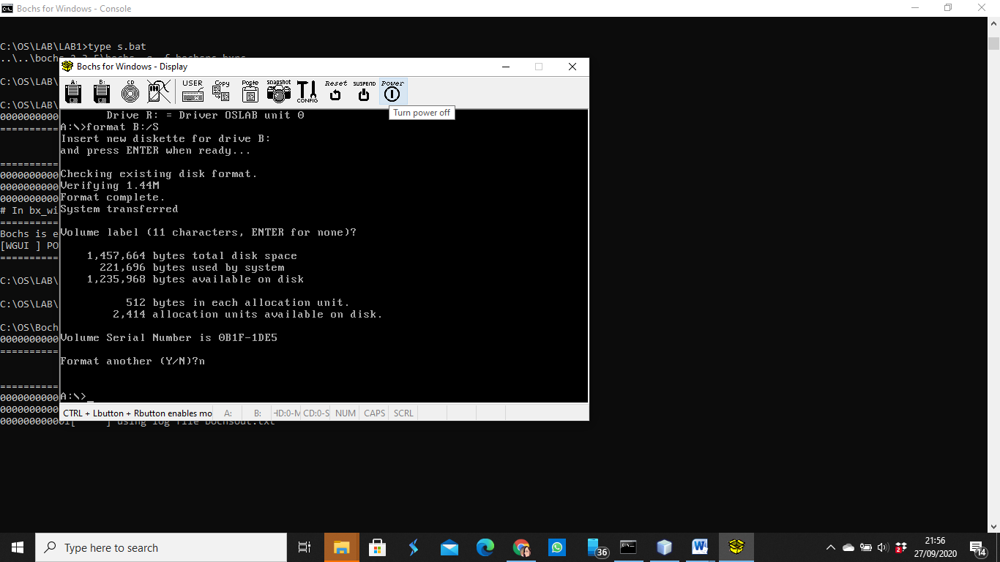 Bochs for Windows - Console
C:\OS\LAB\LAB1>type s.bat
Bochs for Windows - Display
A: B: CD USER Copy Paste snapshot CONFIG Reset SUSPEND Power
Turn power off
C:\OS\LAB\
C:\OS\LAB\
0000000000
==========
==========
0000000000
0000000000
0000000000
# In bx_wi
==========
Bochs is e
[WGUI ] PO
==========
C:\OS\LAB\
C:\OS\LAB\
C:\OS\Boch
0000000000
==========
==========
0000000000
0000000000
Drive R: = Driver OSLAB unit 0
A:\>format B:/S
Insert new diskette for drive B:
and press ENTER when ready...
Checking existing disk format.
Verifying 1.44M
Format complete.
System transferred
Volume label (11 characters, ENTER for none)?
1,457,664 bytes total disk space
221,696 bytes used by system
1,235,968 bytes available on disk
512 bytes in each allocation unit.
2,414 allocation units available on disk.
Volume Serial Number is 0B1F-1DE5
Format another (Y/N)?n
A:\>_
CTRL + Lbutton + Rbutton enables mo A: B: HD:0-M CD:0-S NUM CAPS SCRL
using log file bochsout.txt
Type here to search
36
2
21:56
27/09/2020
14